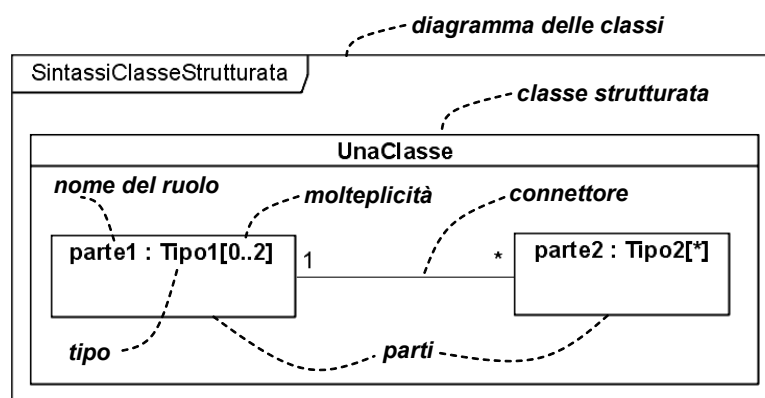 diagramma delle classi
SintassiClasseStrutturata
classe strutturata
UnaClasse
nome del ruolo
molteplicità
connettore
parte1 : Tipo1[0..2]
1
*
parte2 : Tipo2[*]
tipo
parti